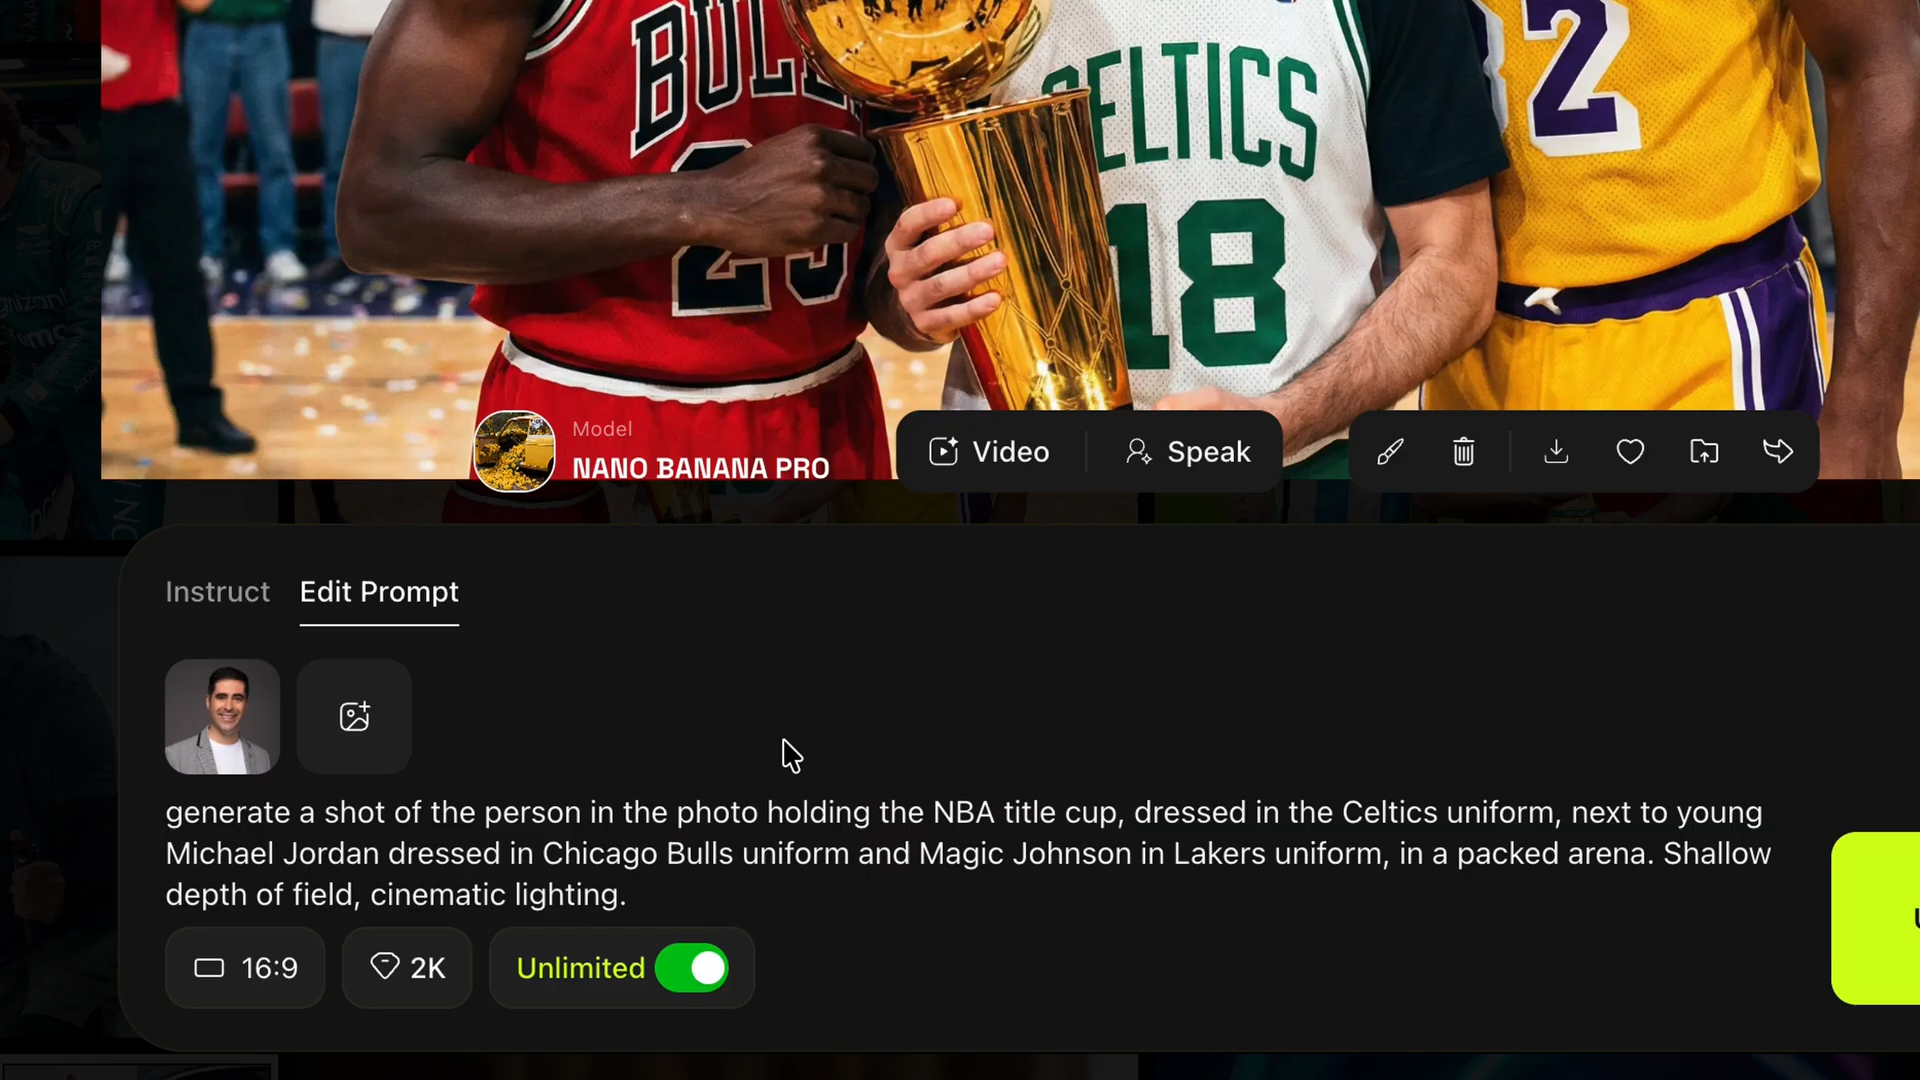 BULL
23
CELTICS
18
2
Model
NANO BANANA PRO
Video
Speak
Instruct
Edit Prompt
generate a shot of the person in the photo holding the NBA title cup, dressed in the Celtics uniform, next to young
Michael Jordan dressed in Chicago Bulls uniform and Magic Johnson in Lakers uniform, in a packed arena. Shallow
depth of field, cinematic lighting.
16:9
2K
Unlimited